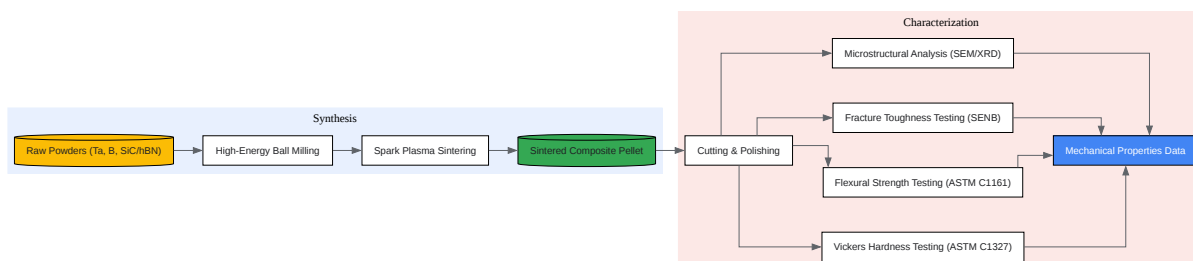 Characterization
Microstructural Analysis (SEM/XRD)
Synthesis
Fracture Toughness Testing (SENB)
Raw Powders (Ta, B, SiC/hBN)
High-Energy Ball Milling
Spark Plasma Sintering
Sintered Composite Pellet
Cutting & Polishing
Mechanical Properties Data
Flexural Strength Testing (ASTM C1161)
Vickers Hardness Testing (ASTM C1327)